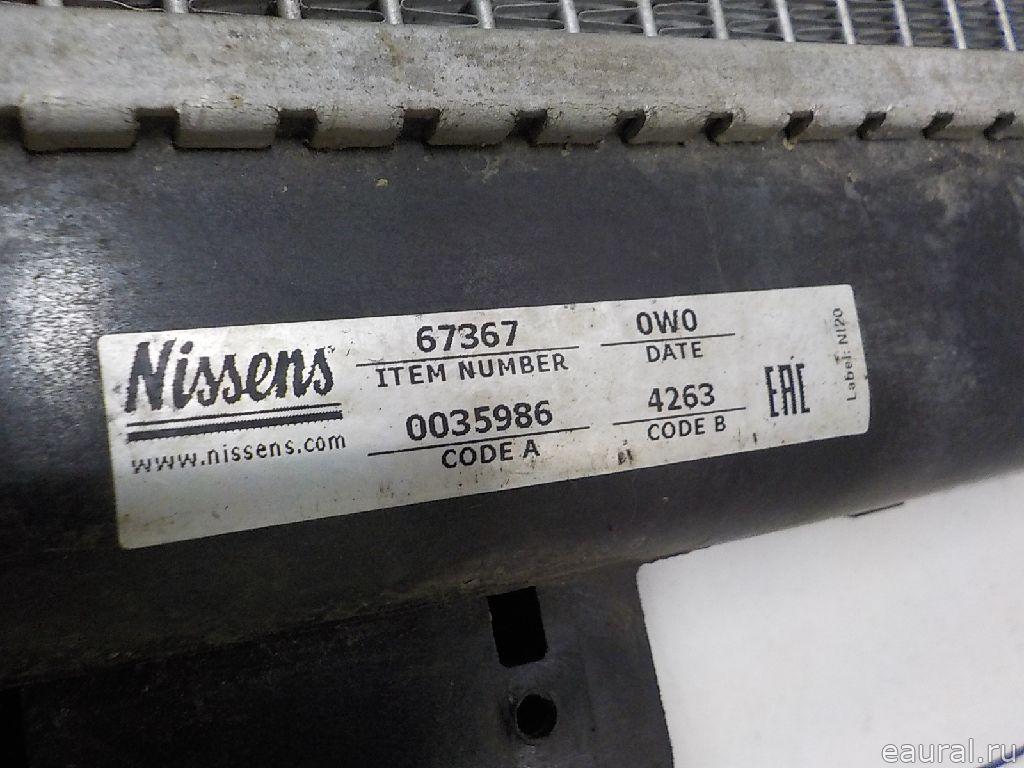 Nissens
www.nissens.com
67367
ITEM NUMBER
0035986
CODE A
0W0
DATE
4263
CODE B
EAC
Label: NI20
eaural.ru